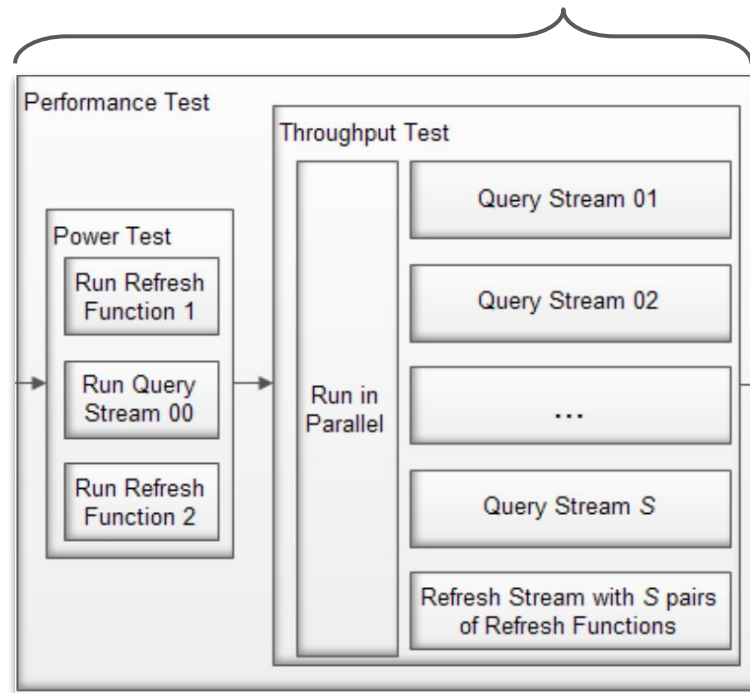 Performance Test
Power Test
Run Refresh
Function 1
Run Query
Stream 00
Run Refresh
Function 2
Throughput Test
Run in
Parallel
Query Stream 01
Query Stream 02
...
Query Stream S
Refresh Stream with S pairs
of Refresh Functions